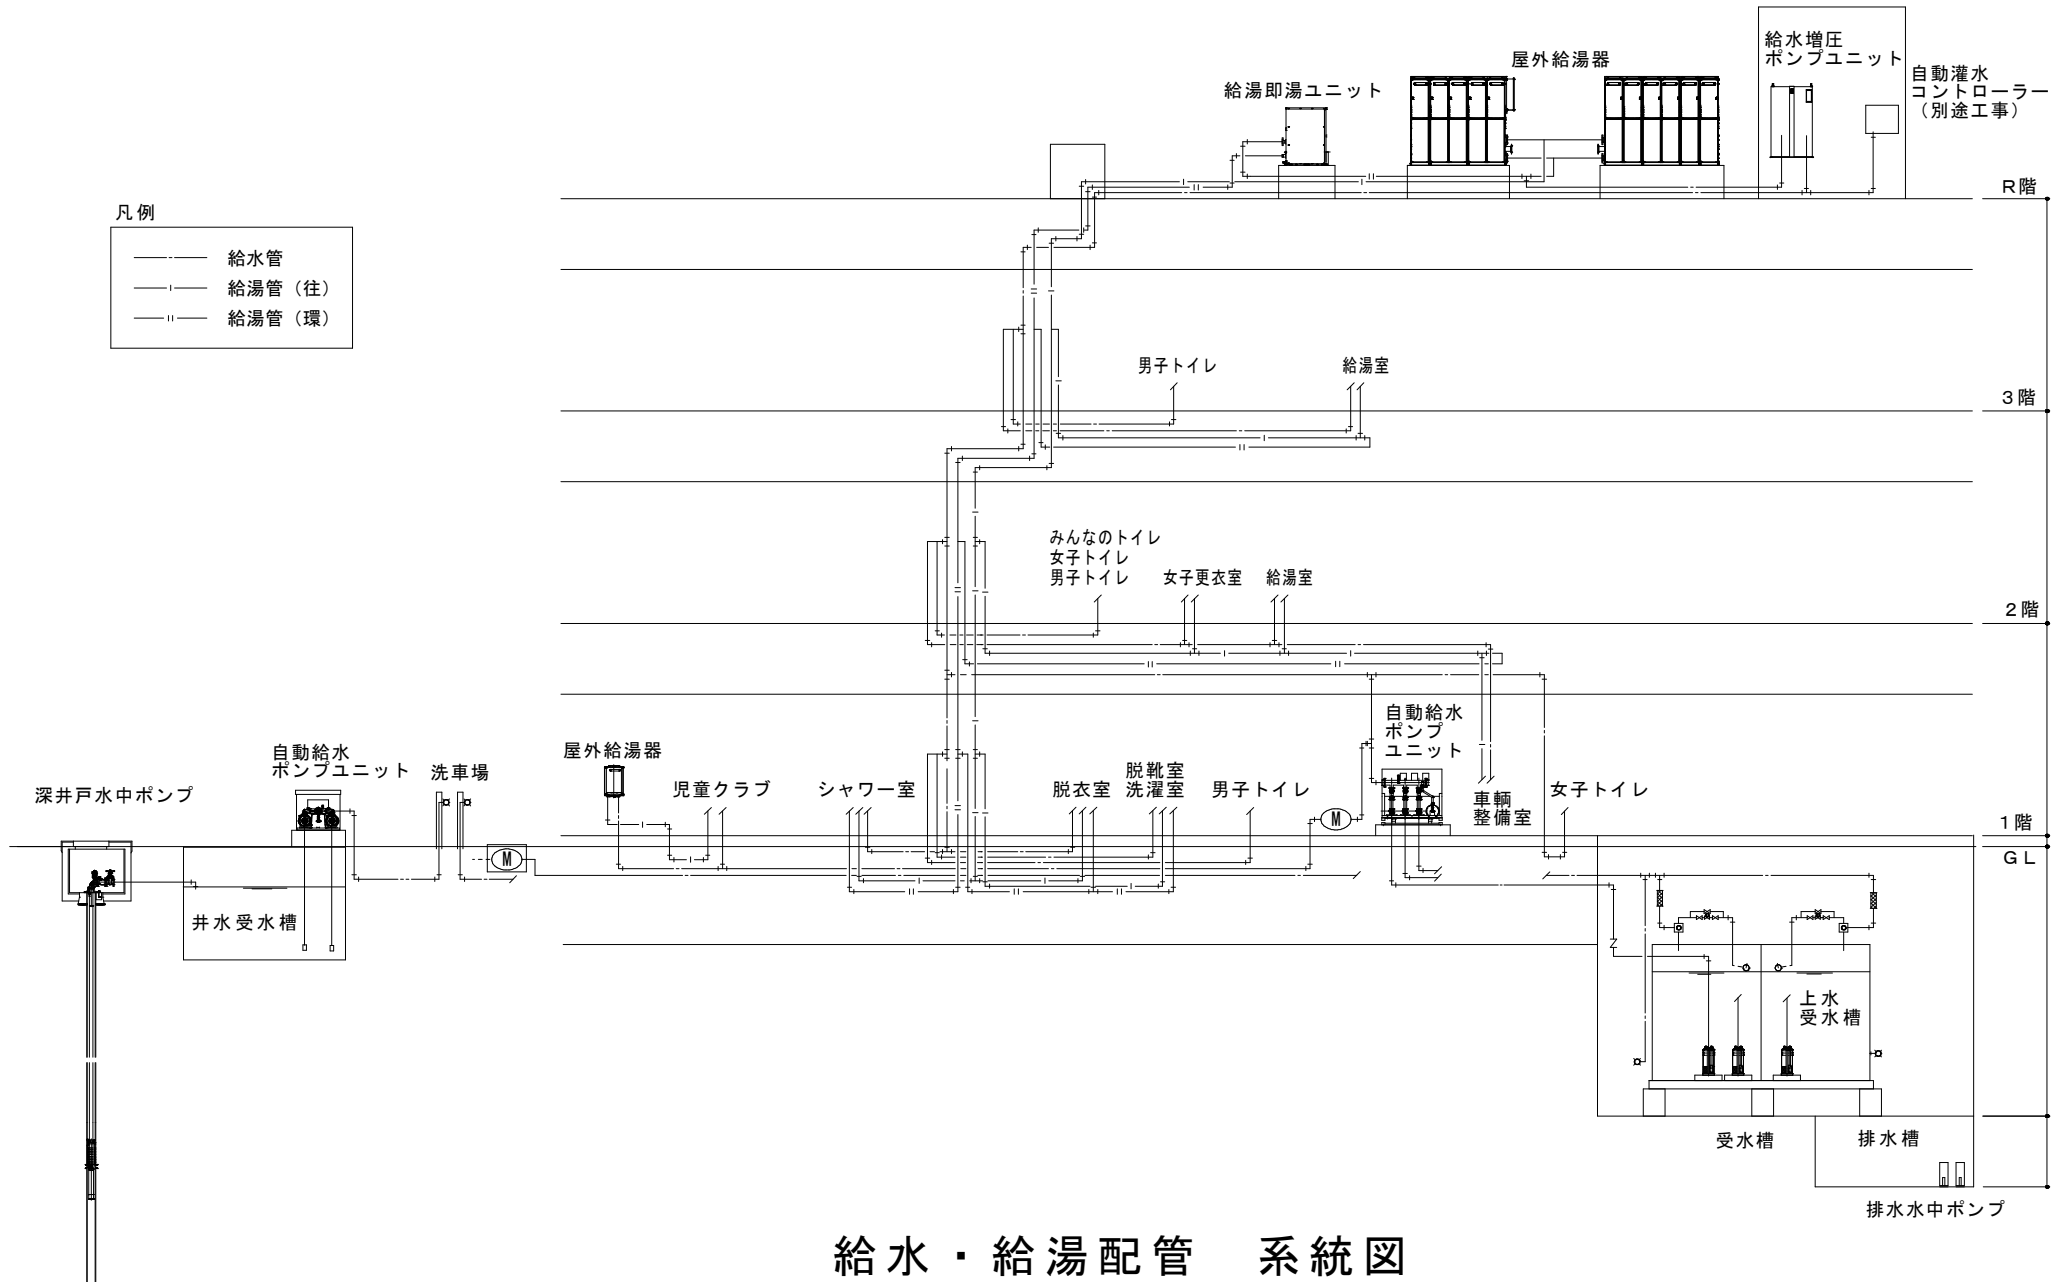 給水増圧
ポンプユニット
屋外給湯器
自動灌水
コントローラー
（別途工事）
給湯即湯ユニット
R階
凡例
給水管
給湯管（往）
給湯管（環）
男子トイレ
給湯室
3階
みんなのトイレ
女子トイレ
男子トイレ
女子更衣室
給湯室
2階
自動給水
ポンプ
ユニット
自動給水
ポンプユニット
洗車場
屋外給湯器
児童クラブ
シャワー室
脱衣室
脱靴室
洗濯室
男子トイレ
車輌
整備室
女子トイレ
深井戸水中ポンプ
1階
M
M
GL
井水受水槽
上水
受水槽
受水槽
排水槽
排水水中ポンプ
給水・給湯配管　系統図